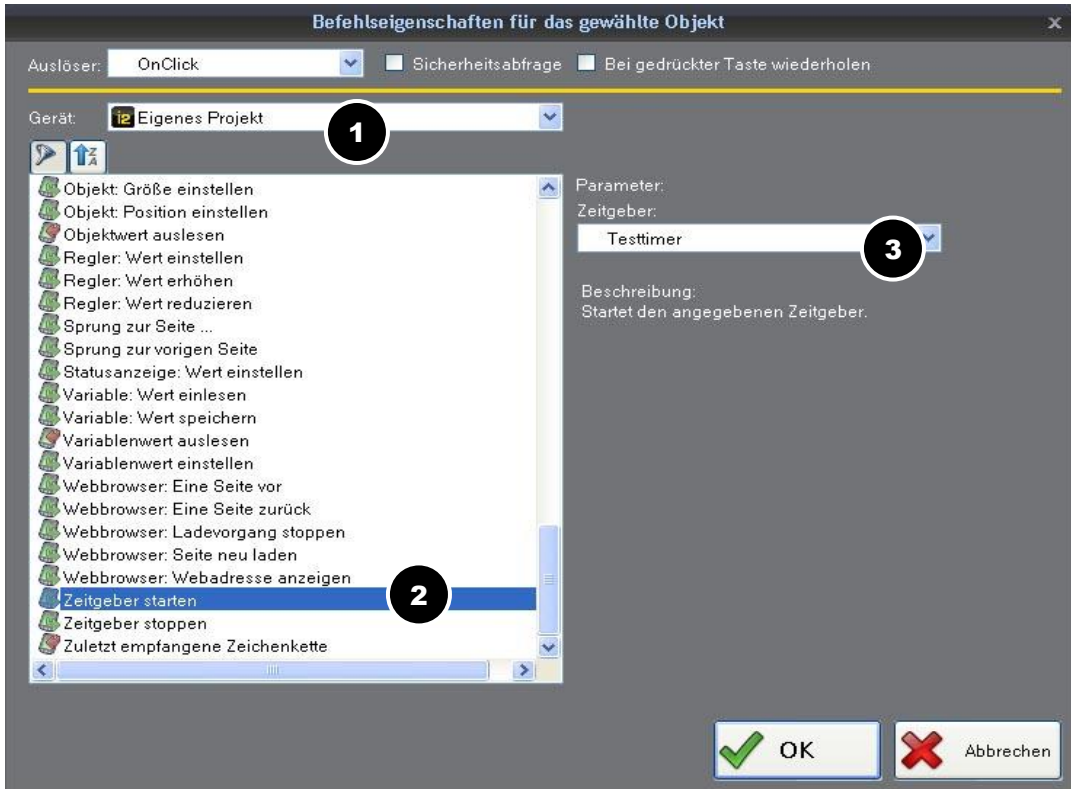 Befehlseigenschaften für das gewählte Objekt
x
Auslöser: OnClick Sicherheitsabfrage Bei gedrückter Taste wiederholen
Gerät: i2 Eigenes Projekt
1
Z A
Objekt: Größe einstellen
Objekt: Position einstellen
Objektwert auslesen
Regler: Wert einstellen
Regler: Wert erhöhen
Regler: Wert reduzieren
Sprung zur Seite ...
Sprung zur vorigen Seite
Statusanzeige: Wert einstellen
Variable: Wert einlesen
Variable: Wert speichern
Variablenwert auslesen
Variablenwert einstellen
Webbrowser: Eine Seite vor
Webbrowser: Eine Seite zurück
Webbrowser: Ladevorgang stoppen
Webbrowser: Seite neu laden
Webbrowser: Webadresse anzeigen
Zeitgeber starten
2
Zeitgeber stoppen
Zuletzt empfangene Zeichenkette
Parameter:
Zeitgeber:
Testtimer
3
Beschreibung:
Startet den angegebenen Zeitgeber.
OK
Abbrechen